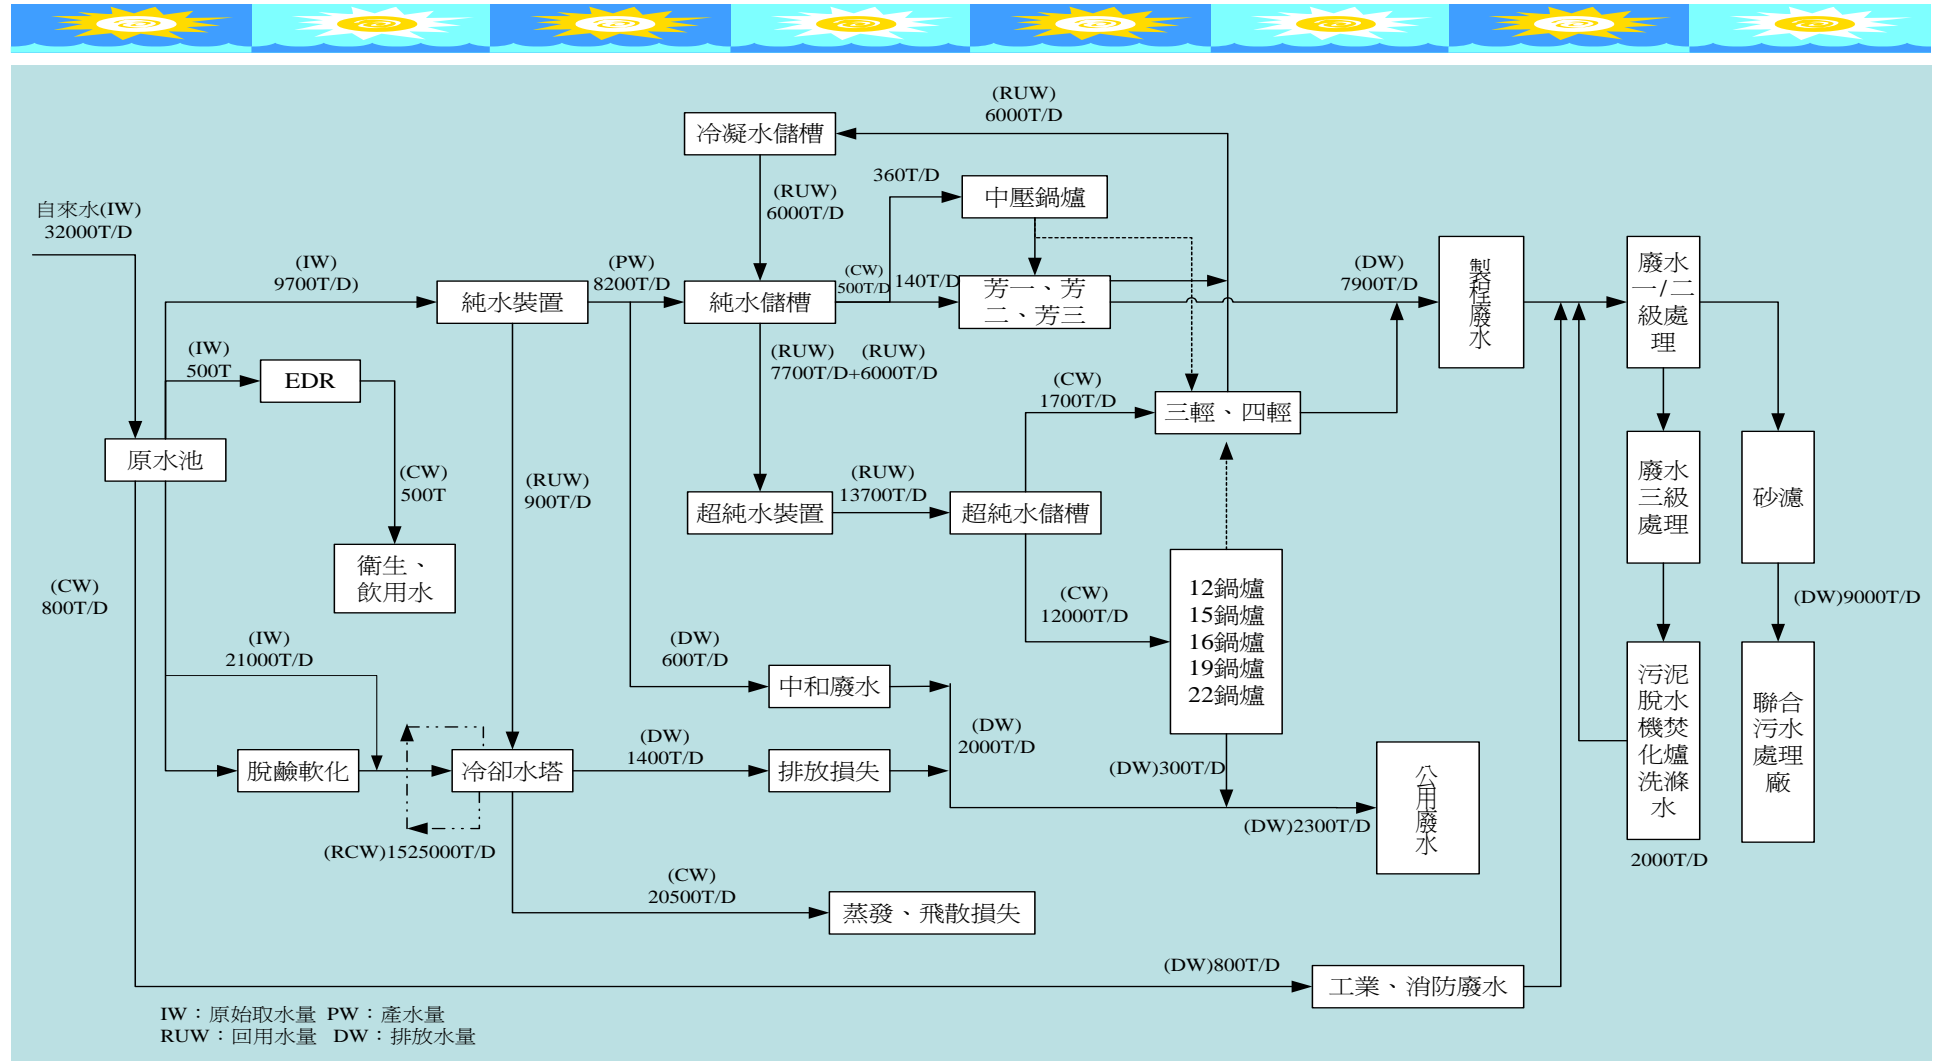 (RUW)
6000T/D
冷凝水儲槽
(RUW)
6000T/D
360T/D
中壓鍋爐
自來水(IW)
32000T/D
(IW)
9700T/D)
純水裝置
(PW)
8200T/D
純水儲槽
(CW)
500T/D
140T/D
芳一、芳
二、芳三
(DW)
7900T/D
製
程
廢
水
廢水
一/二
級處
理
(IW)
500T
EDR
(RUW)
7700T/D+6000T/D
(RUW)
(CW)
1700T/D
三輕、四輕
原水池
(CW)
500T
(RUW)
900T/D
超純水裝置
(RUW)
13700T/D
超純水儲槽
廢水
三級
處理
砂濾
衛生、
飲用水
(CW)
800T/D
(CW)
12000T/D
12鍋爐
15鍋爐
16鍋爐
19鍋爐
22鍋爐
(DW)9000T/D
(IW)
21000T/D
(DW)
600T/D
中和廢水
(DW)
2000T/D
污泥
脫水
機焚
化爐
洗滌
水
聯合
污水
處理
廠
脫鹼軟化
冷卻水塔
(DW)
1400T/D
排放損失
(DW)300T/D
公
用
廢
水
(DW)2300T/D
(RCW)1525000T/D
2000T/D
(CW)
20500T/D
蒸發、飛散損失
(DW)800T/D
工業、消防廢水
IW：原始取水量 PW：產水量
RUW：回用水量 DW：排放水量